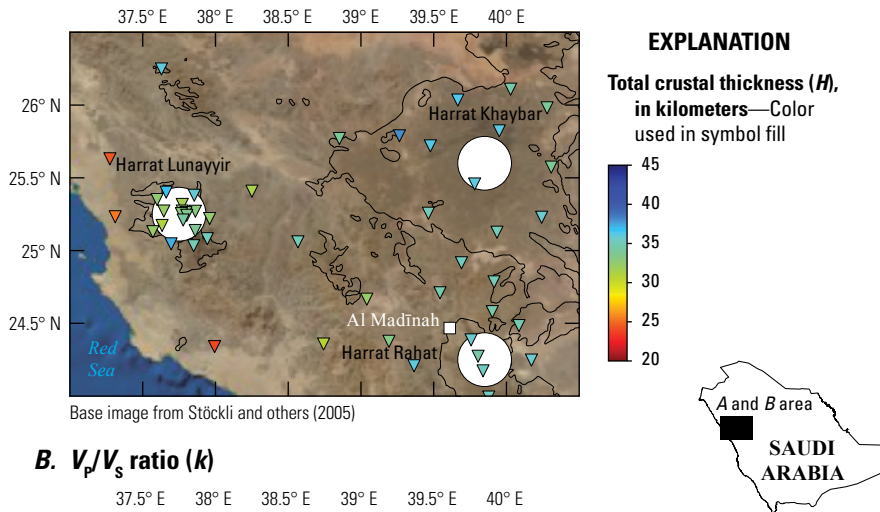 37.5° E 38° E 38.5° E 39° E 39.5° E 40° E
26° N
25.5° N
25° N
24.5° N
Harrat Khaybar
Harrat Lunayyir
Al Madīnah
Harrat Rahat
Red
Sea
Base image from Stöckli and others (2005)
EXPLANATION
Total crustal thickness (H),
in kilometers—Color
used in symbol fill
45
40
35
30
25
20
A and B area
SAUDI
ARABIA
B. VP/VS ratio (k)
37.5° E 38° E 38.5° E 39° E 39.5° E 40° E